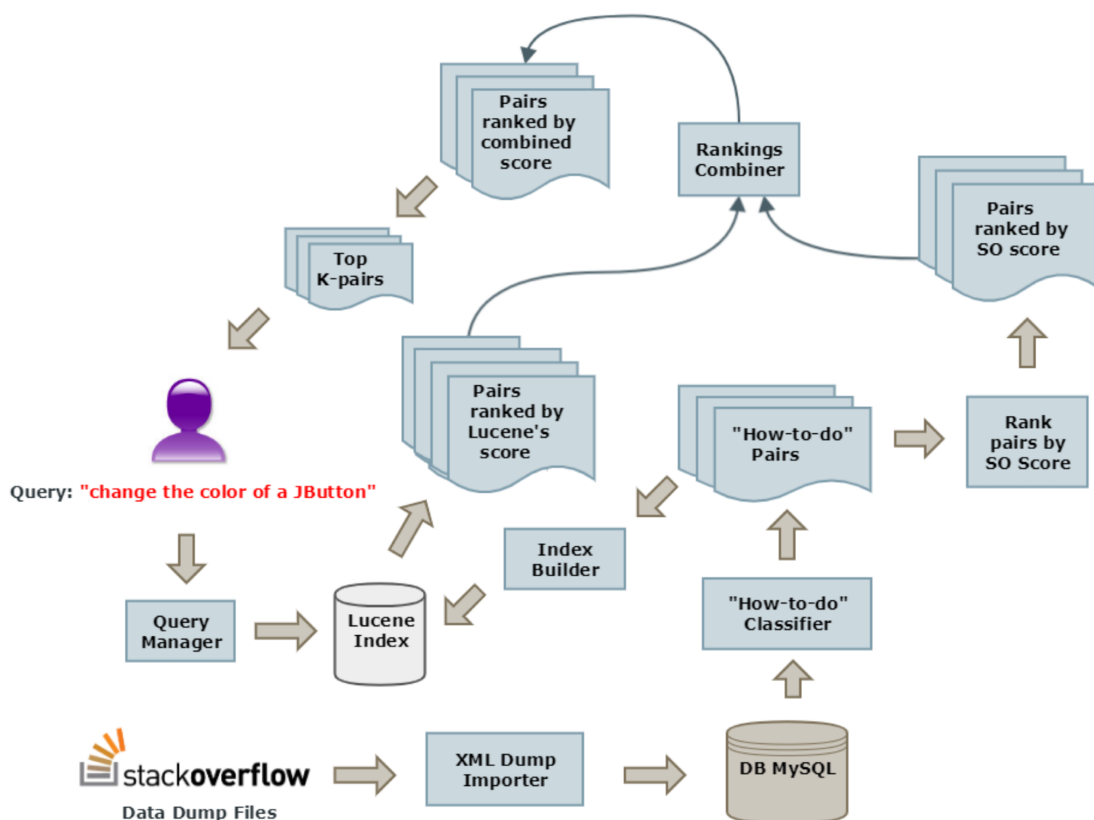 Pairs
ranked by
combined
score
Rankings
Combiner
Pairs
ranked by
SO score
Top
K-pairs
Pairs
ranked by
Lucene's
score
"How-to-do"
Pairs
Rank
pairs by
SO Score
Query: "change the color of a JButton"
Index
Builder
Query
Manager
Lucene
Index
"How-to-do"
Classifier
stackoverflow
Data Dump Files
XML Dump
Importer
DB MySQL